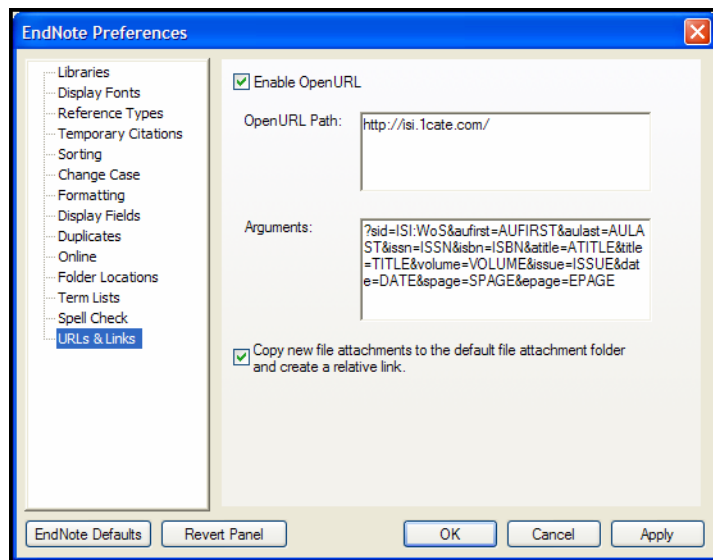 EndNote Preferences
Libraries
Display Fonts
Reference Types
Temporary Citations
Sorting
Change Case
Formatting
Display Fields
Duplicates
Online
Folder Locations
Term Lists
Spell Check
URLs & Links
Enable OpenURL
OpenURL Path:
http://isi.1cate.com/
Arguments:
?sid=ISI:WoS&aufirst=AUFIRST&aulast=AULA
ST&issn=ISSN&isbn=ISBN&atitle=ATITLE&title
=TITLE&volume=VOLUME&issue=ISSUE&dat
e=DATE&spage=SPAGE&epage=EPAGE
Copy new file attachments to the default file attachment folder
and create a relative link.
EndNote Defaults
Revert Panel
OK
Cancel
Apply